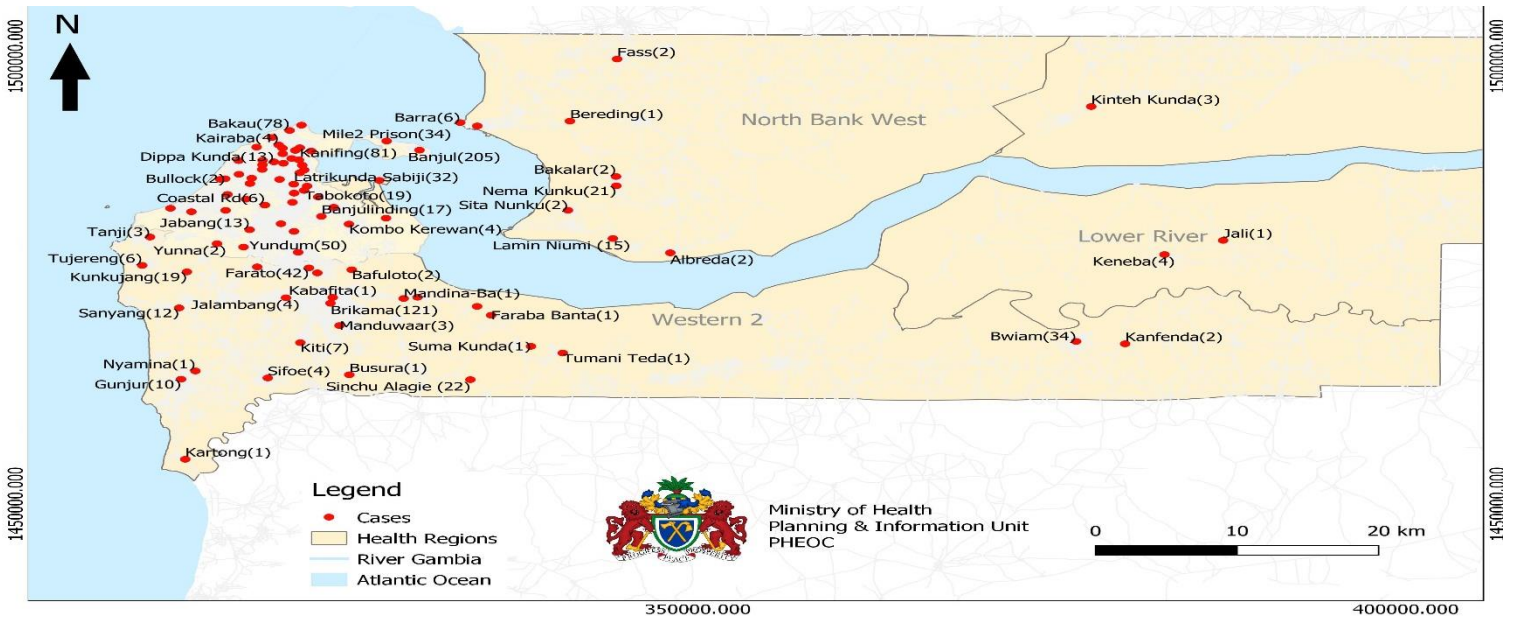 N
1500000.000
1500000.000
Fass(2)
Kinteh Kunda(3)
Bereding(1)
North Bank West
Barra(6)
Bakau(78)
Mile2 Prison(34)
Kairaba(4)
Kanifing(81)
Banjul(205)
Dippa Kunda(13)
Bakalar(2)
Bullock(2)
Latrikunda Sabiji(32)
Nema Kunku(21)
Coastal Rd(6)
Tabokoto(19)
Sita Nunku(2)
Banjulinding(17)
Jabang(13)
Kombo Kerewan(4)
Tanji(3)
Lamin Niumi (15)
Lower River
Jali(1)
Yunna(2)
Yundum(50)
Albreda(2)
Keneba(4)
Tujereng(6)
Kunkujang(19)
Farato(42)
Bafuloto(2)
Kabafita(1)
Mandina-Ba(1)
Jalambang(4)
Brikama(121)
Sanyang(12)
Faraba Banta(1)
Western 2
Manduwaar(3)
Bwiam(34)
Kanfenda(2)
Kiti(7)
Suma Kunda(1)
Tumani Teda(1)
Nyamina(1)
Sifoe(4)
Busura(1)
Gunjur(10)
Sinchu Alagie (22)
Kartong(1)
1450000.000
1450000.000
Legend
Cases
Health Regions
River Gambia
Atlantic Ocean
Ministry of Health
Planning & Information Unit
PHEOC
0 10 20 km
350000.000
400000.000